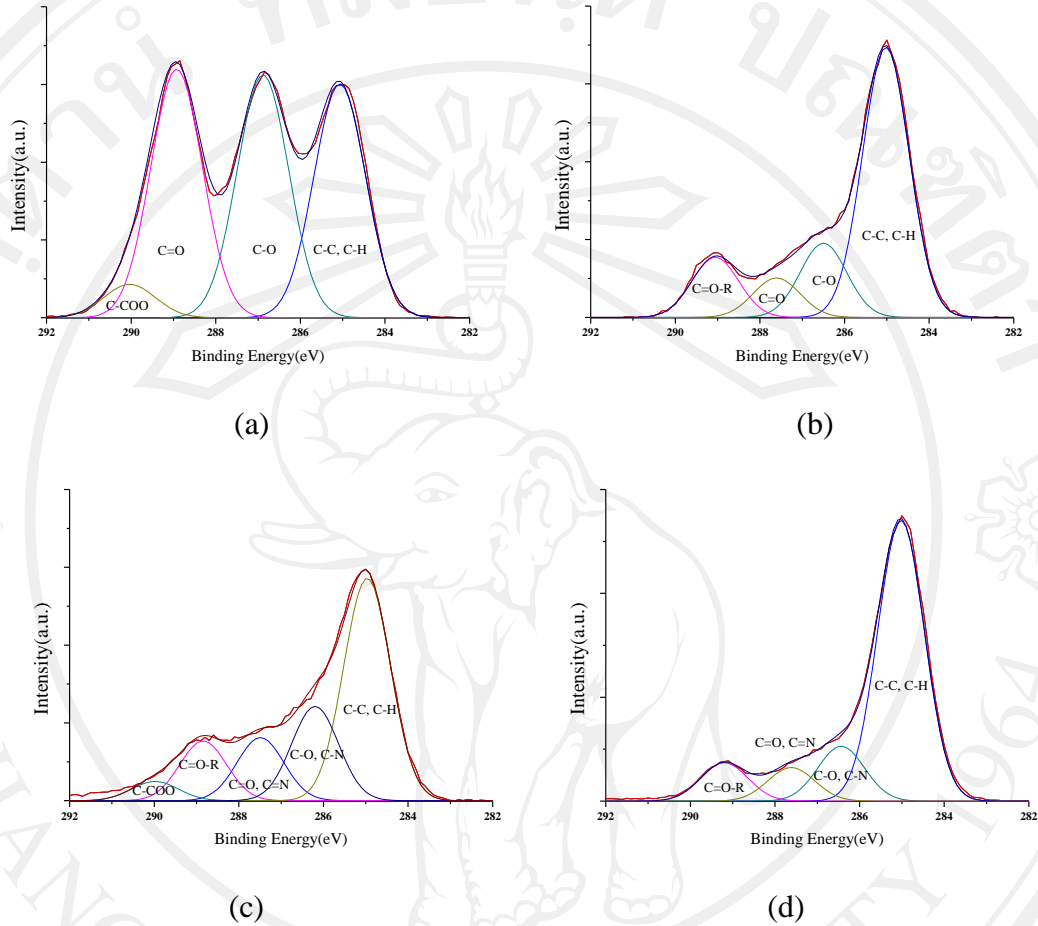 Intensity(a.u.)
C-COO
C=O
C-O
C-C, C-H
292
290
288
286
284
282
Binding Energy(eV)
(a)
Intensity(a.u.)
C=O-R
C=O
C-O
C-C, C-H
292
290
288
286
284
282
Binding Energy(eV)
(b)
Intensity(a.u.)
C-COO
C=O-R
C=O, C=N
C-O, C-N
C-C, C-H
292
290
288
286
284
282
Binding Energy(eV)
(c)
Intensity(a.u.)
C=O-R
C=O, C=N
C-O, C-N
C-C, C-H
292
290
288
286
284
282
Binding Energy(eV)
(d)
1964